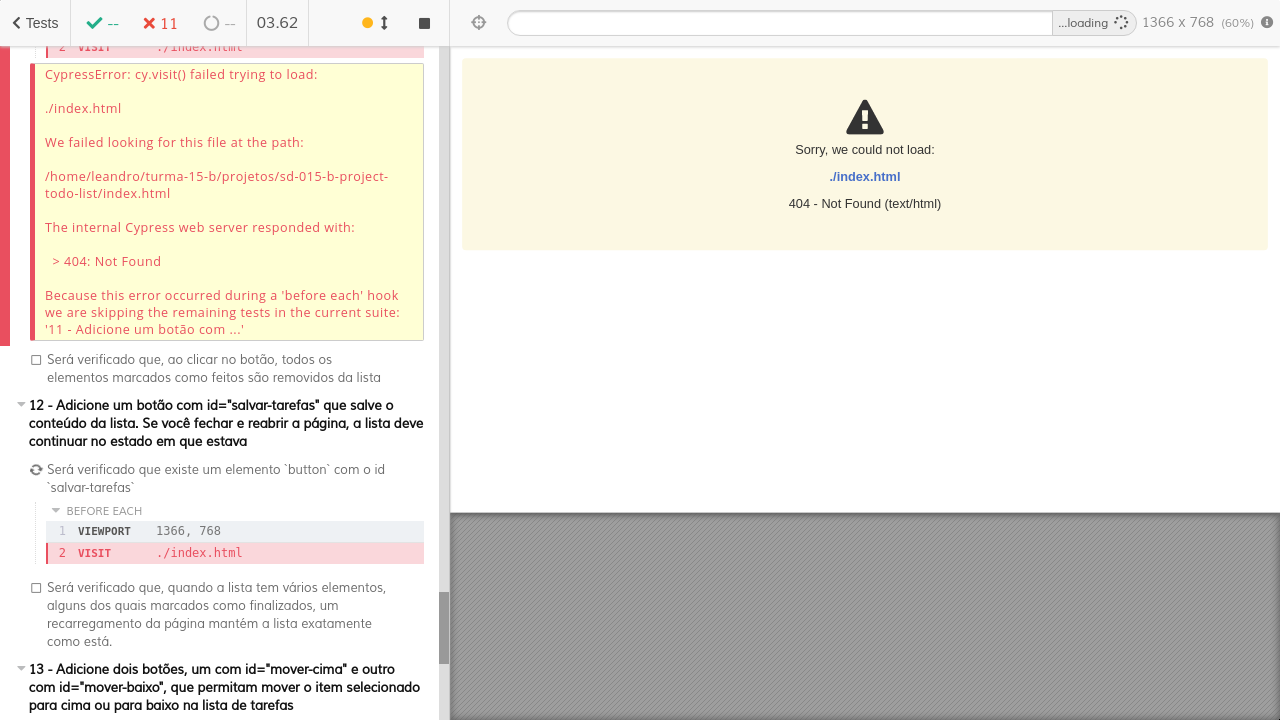 Tests
--
11
--
03.62
...loading
1366 x 768 (60%)
2 VISIT ./index.html
CypressError: cy.visit() failed trying to load:
./index.html
We failed looking for this file at the path:
/home/leandro/turma-15-b/projetos/sd-015-b-project-
todo-list/index.html
The internal Cypress web server responded with:
> 404: Not Found
Because this error occurred during a 'before each' hook
we are skipping the remaining tests in the current suite:
'11 - Adicione um botão com ...'
Será verificado que, ao clicar no botão, todos os
elementos marcados como feitos são removidos da lista
12 - Adicione um botão com id="salvar-tarefas" que salve o
conteúdo da lista. Se você fechar e reabrir a página, a lista deve
continuar no estado em que estava
Será verificado que existe um elemento `button` com o id
`salvar-tarefas`
BEFORE EACH
1 VIEWPORT 1366, 768
2 VISIT ./index.html
Será verificado que, quando a lista tem vários elementos,
alguns dos quais marcados como finalizados, um
recarregamento da página mantém a lista exatamente
como está.
13 - Adicione dois botões, um com id="mover-cima" e outro
com id="mover-baixo", que permitam mover o item selecionado
para cima ou para baixo na lista de tarefas
Sorry, we could not load:
./index.html
404 - Not Found (text/html)